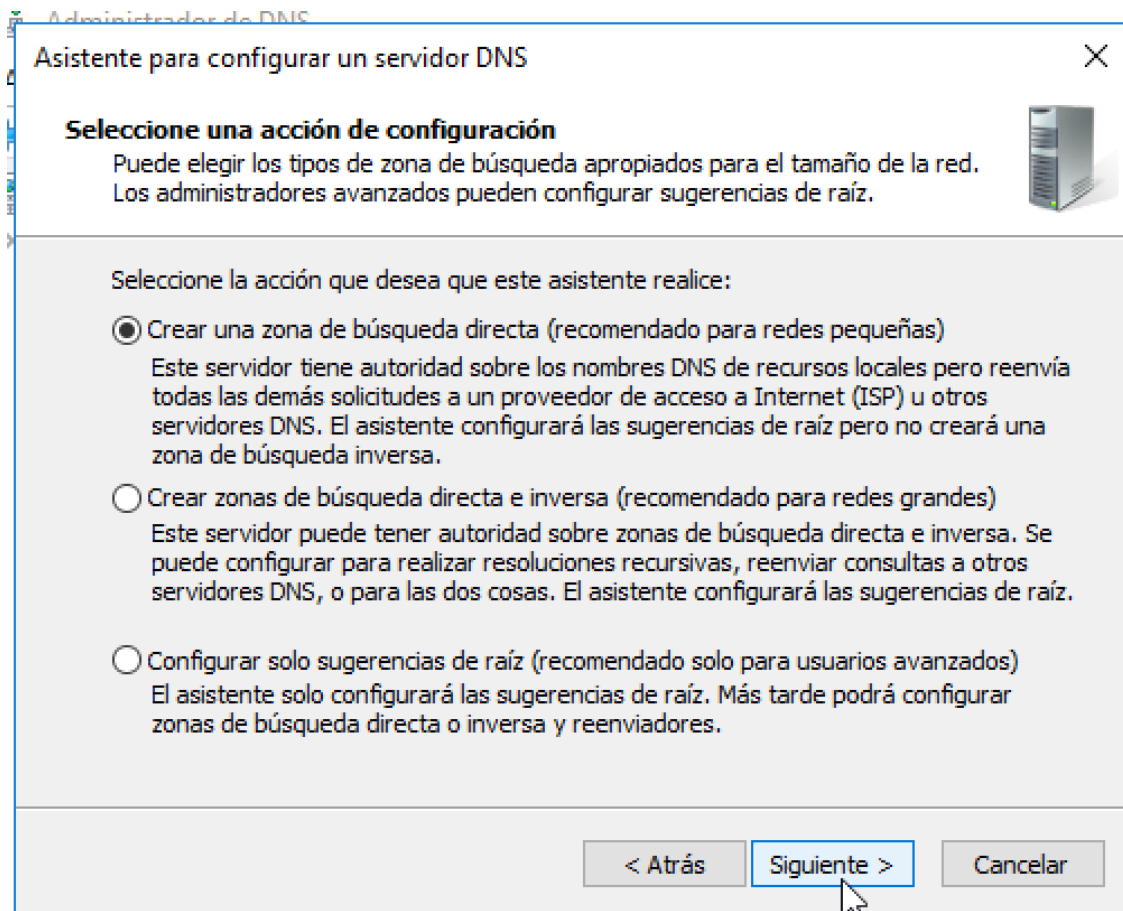 Administrador de DNS
Asistente para configurar un servidor DNS
Seleccione una acción de configuración
Puede elegir los tipos de zona de búsqueda apropiados para el tamaño de la red.
Los administradores avanzados pueden configurar sugerencias de raíz.
Seleccione la acción que desea que este asistente realice:
Crear una zona de búsqueda directa (recomendado para redes pequeñas)
Este servidor tiene autoridad sobre los nombres DNS de recursos locales pero reenvía
todas las demás solicitudes a un proveedor de acceso a Internet (ISP) u otros
servidores DNS. El asistente configurará las sugerencias de raíz pero no creará una
zona de búsqueda inversa.
Crear zonas de búsqueda directa e inversa (recomendado para redes grandes)
Este servidor puede tener autoridad sobre zonas de búsqueda directa e inversa. Se
puede configurar para realizar resoluciones recursivas, reenviar consultas a otros
servidores DNS, o para las dos cosas. El asistente configurará las sugerencias de raíz.
Configurar solo sugerencias de raíz (recomendado solo para usuarios avanzados)
El asistente solo configurará las sugerencias de raíz. Más tarde podrá configurar
zonas de búsqueda directa o inversa y reenviadores.
< Atrás
Siguiente >
Cancelar